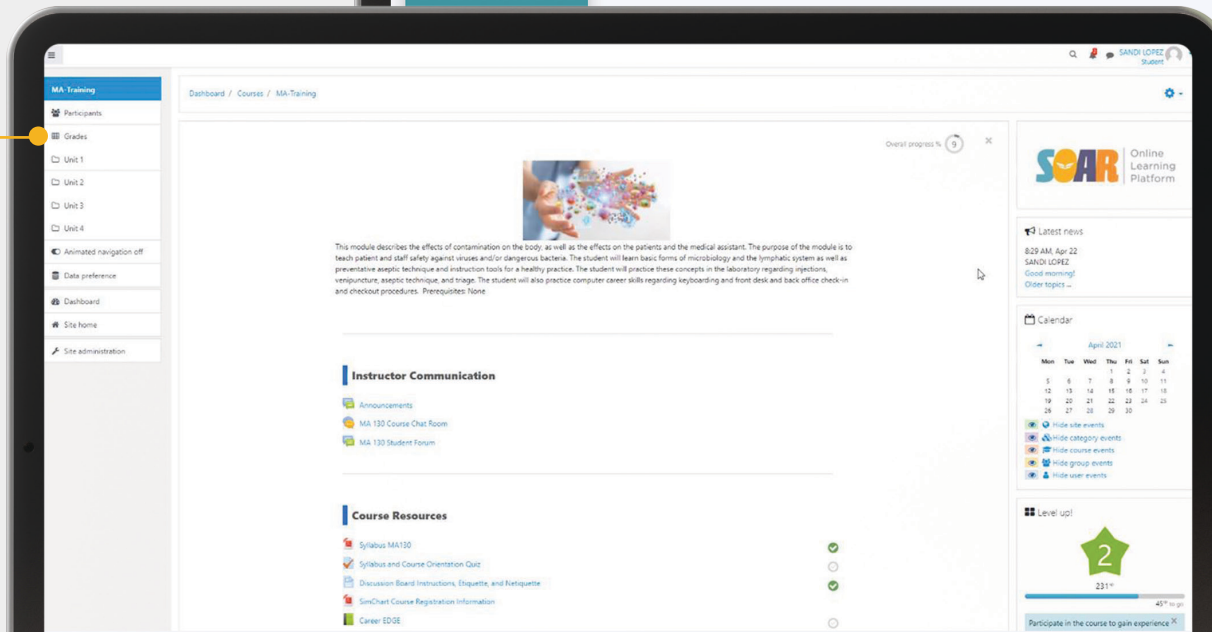 SANDI LOPEZ
Student
MA-Training
Participants
Grades
Unit 1
Unit 2
Unit 3
Unit 4
Animated navigation off
Data preference
Dashboard
Site home
Site administration
Dashboard / Courses / MA-Training
Overall progress % 9
This module describes the effects of contamination on the body, as well as the effects on the patients and the medical assistant. The purpose of the module is to
teach patient and staff safety against viruses and/or dangerous bacteria. The student will learn basic forms of microbiology and the lymphatic system as well as
preventative aseptic technique and instruction tools for a healthy practice. The student will practice these concepts in the laboratory regarding injections,
venipuncture, aseptic technique, and triage. The student will also practice computer career skills regarding keyboarding and front desk and back office check-in
and checkout procedures. Prerequisites: None
Instructor Communication
Announcements
MA 130 Course Chat Room
MA 130 Student Forum
Course Resources
Syllabus MA130
Syllabus and Course Orientation Quiz
Discussion Board Instructions, Etiquette, and Netiquette
SimChart Course Registration Information
Career EDGE
SOAR
Online
Learning
Platform
Latest news
8:29 AM, Apr 22
SANDI LOPEZ
Good morning!
Older topics ...
Calendar
April 2021
Mon Tue Wed Thu Fri Sat Sun
1 2 3 4
5 6 7 8 9 10 11
12 13 14 15 16 17 18
19 20 21 22 23 24 25
26 27 28 29 30
Hide site events
Hide category events
Hide course events
Hide group events
Hide user events
Level up!
2
231xp
45xp to go
Participate in the course to gain experience